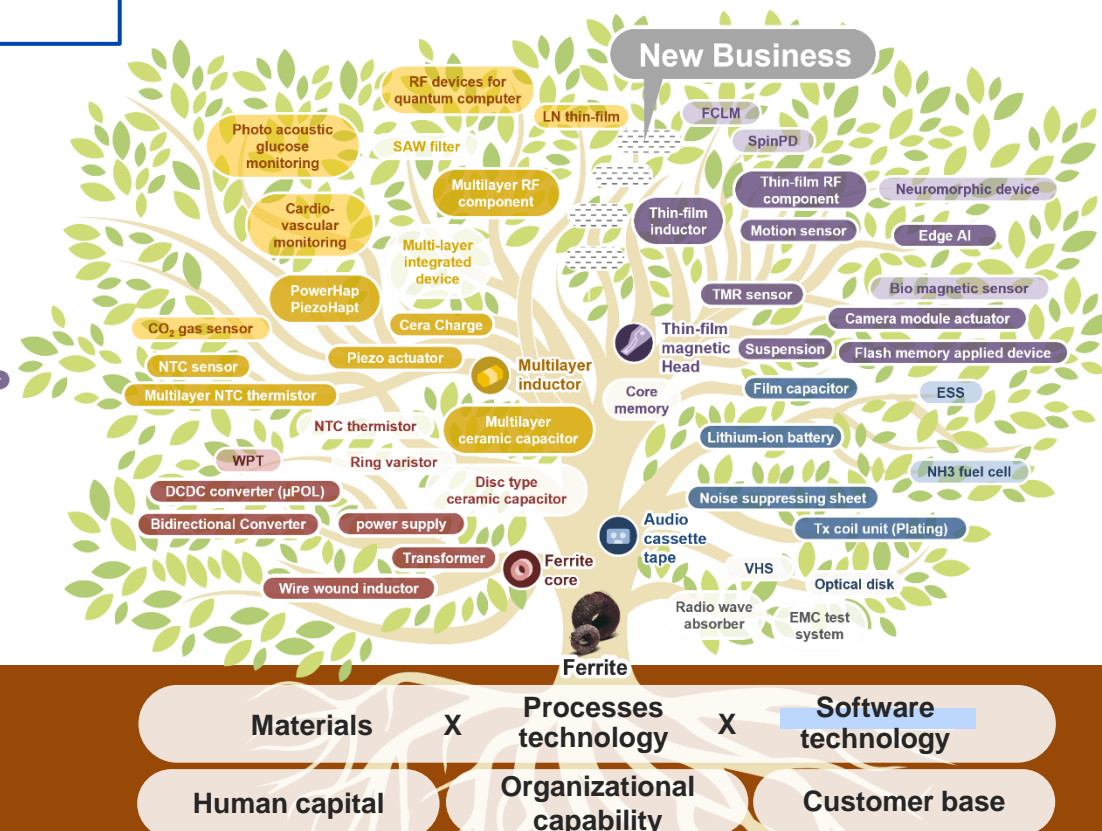 New Business
RF devices for
quantum computer
LN thin-film
FCLM
Photo acoustic
glucose
monitoring
SAW filter
SpinPD
Multilayer RF
component
Thin-film RF
component
Neuromorphic device
Cardio-
vascular
monitoring
Thin-film
inductor
Motion sensor
Edge AI
Multi-layer
integrated
device
PowerHap
PiezoHapt
TMR sensor
Bio magnetic sensor
CO2 gas sensor
Cera Charge
Camera module actuator
Thin-film
magnetic
Head
Suspension
Flash memory applied device
NTC sensor
Piezo actuator
Multilayer
inductor
Multilayer NTC thermistor
Core
memory
Film capacitor
ESS
NTC thermistor
Multilayer
ceramic capacitor
Lithium-ion battery
WPT
Ring varistor
NH3 fuel cell
DCDC converter (µPOL)
Disc type
ceramic capacitor
Noise suppressing sheet
Bidirectional Converter
power supply
Audio
cassette
tape
Tx coil unit (Plating)
Transformer
Ferrite
core
VHS
Optical disk
Wire wound inductor
Radio wave
absorber
EMC test
system
Ferrite
Materials X Processes technology X Software technology
Human capital
Organizational
capability
Customer base